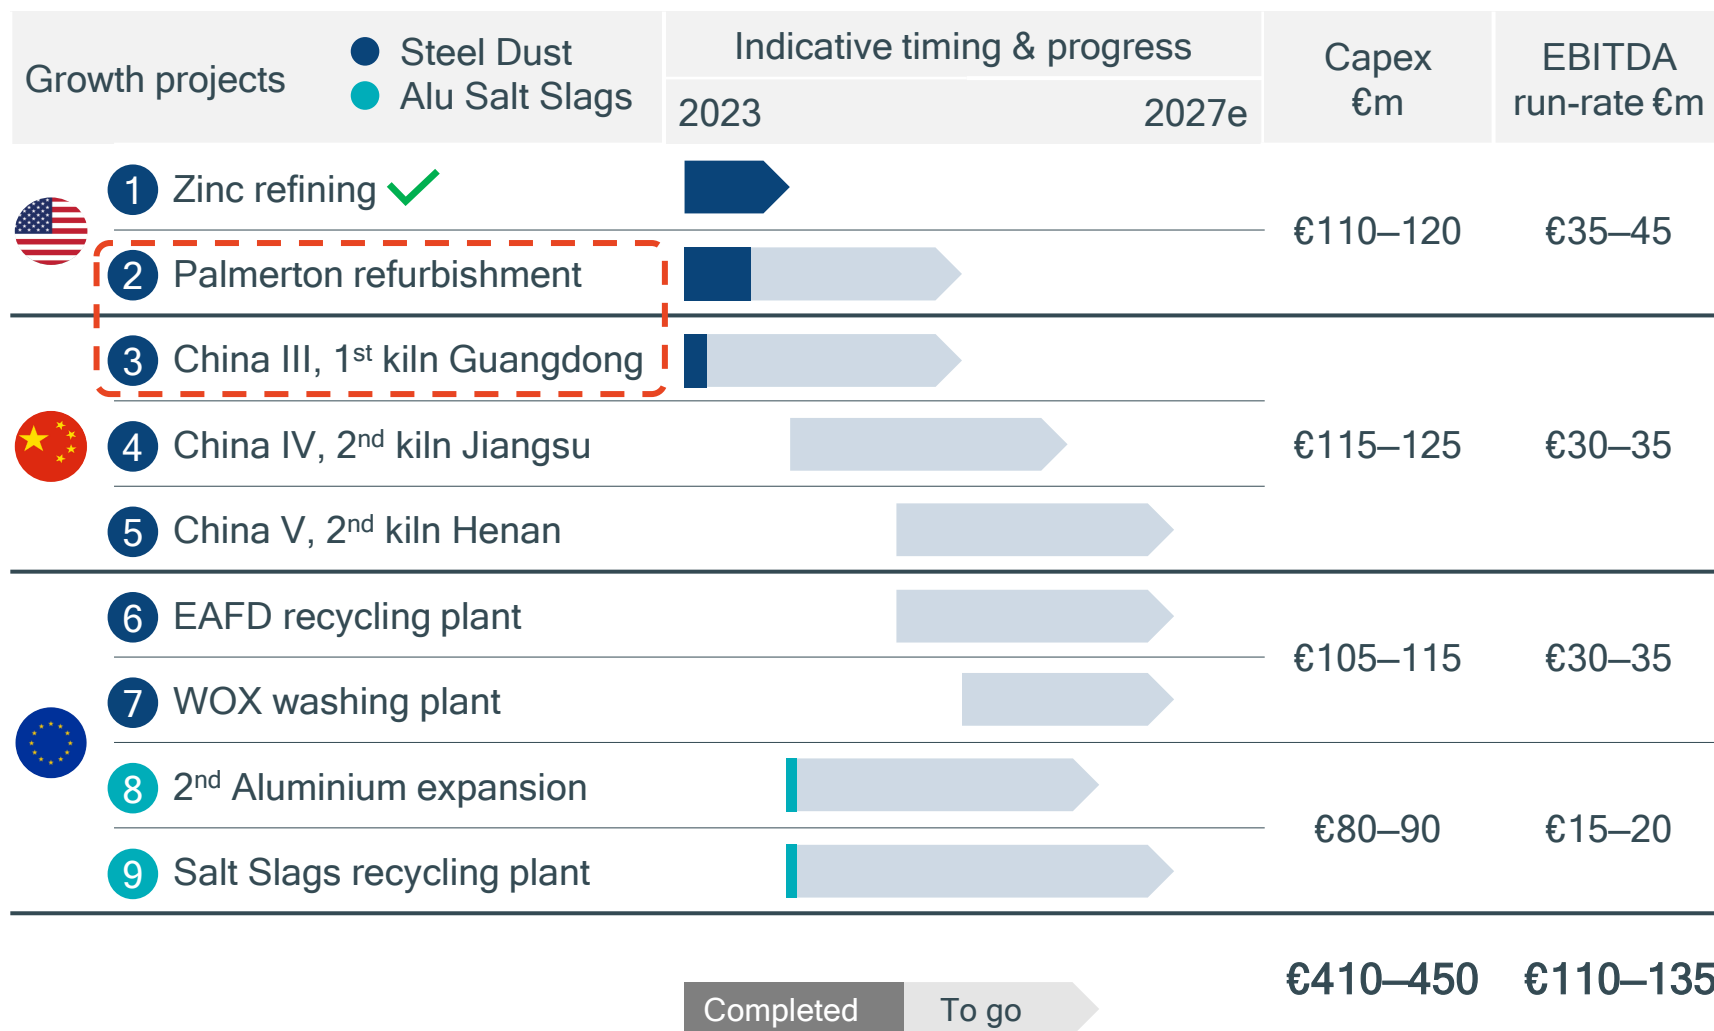 Growth projects
Steel Dust
Alu Salt Slags
Indicative timing & progress
2023 2027e
Capex
€m
EBITDA
run-rate €m
1 Zinc refining
2 Palmerton refurbishment
€110–120 €35–45
3 China III, 1st kiln Guangdong
4 China IV, 2nd kiln Jiangsu
€115–125 €30–35
5 China V, 2nd kiln Henan
6 EAFD recycling plant
7 WOX washing plant
€105–115 €30–35
8 2nd Aluminium expansion
9 Salt Slags recycling plant
€80–90 €15–20
€410–450 €110–135
Completed To go